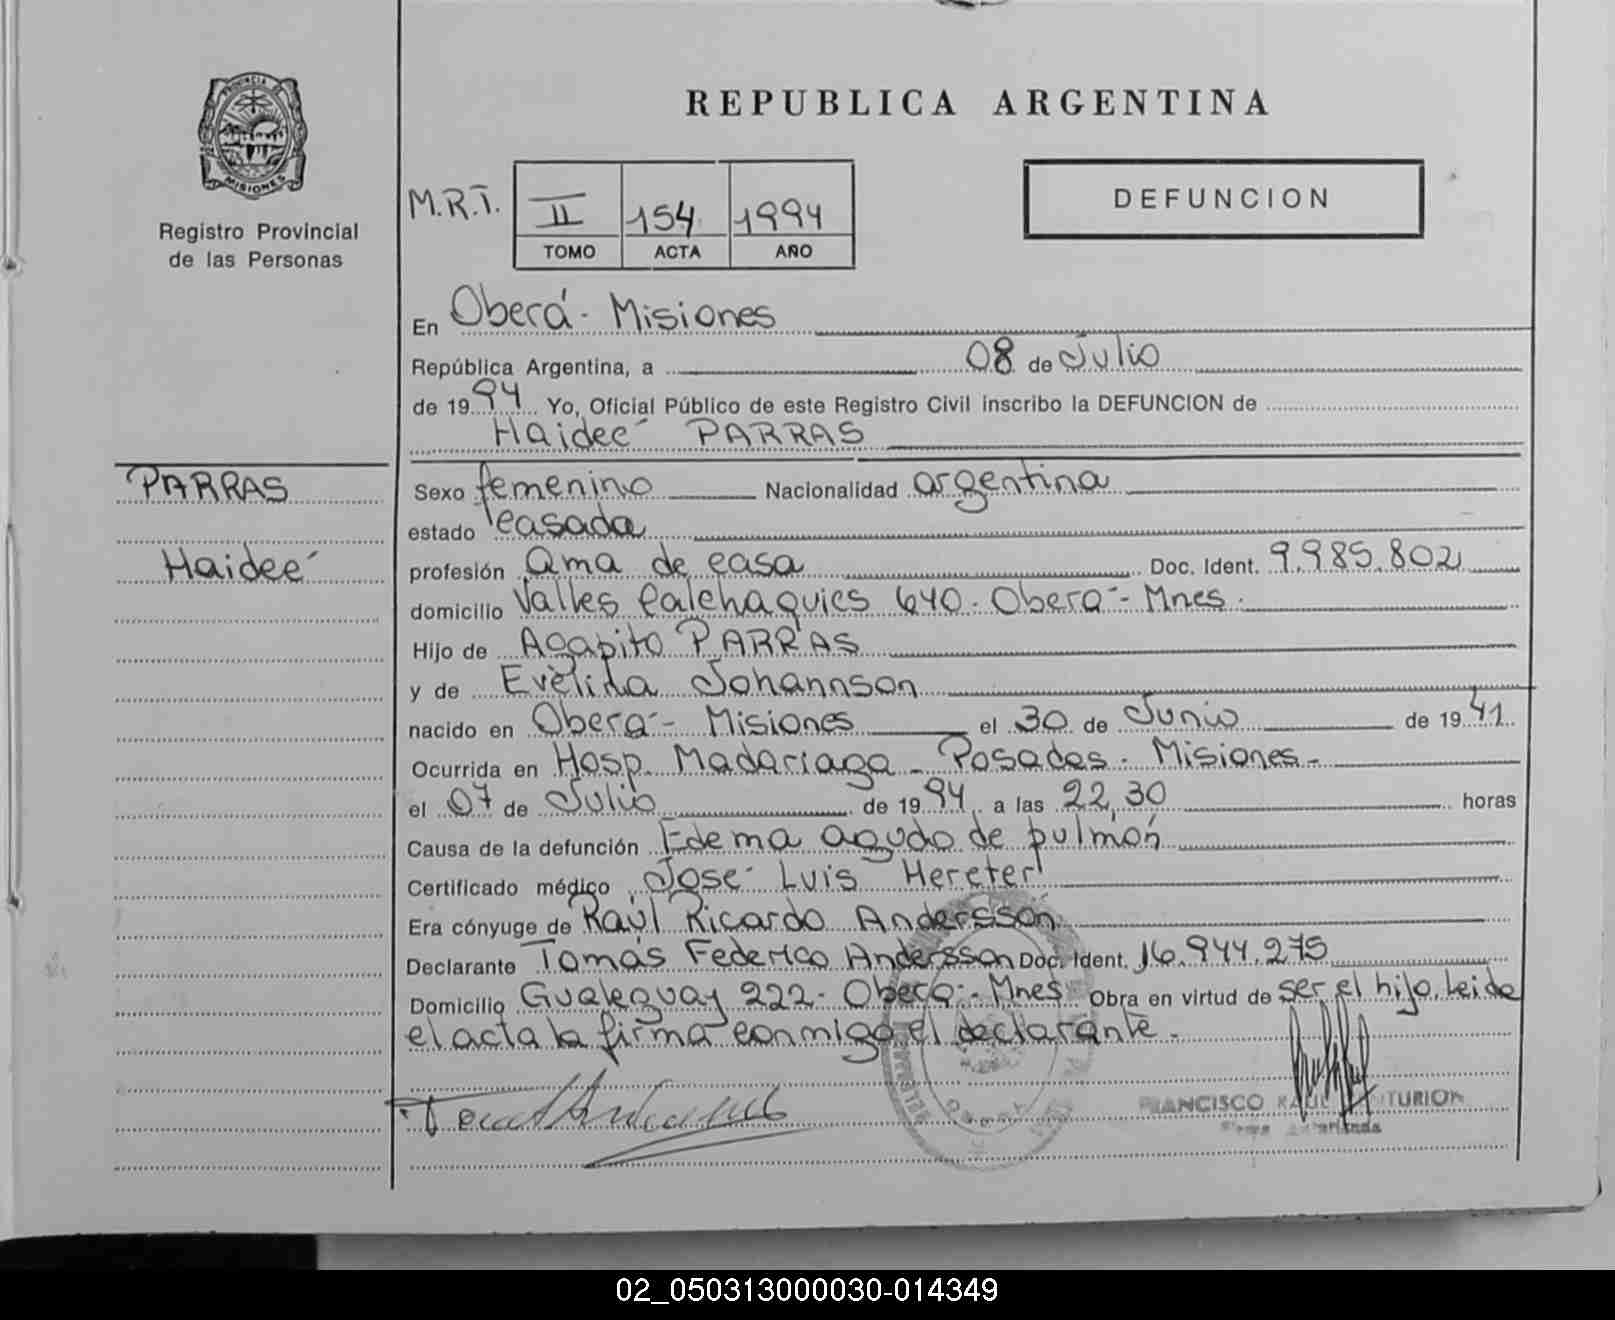 PROVINCIA DE
MISIONES
Registro Provincial
de las Personas
PARRAS
Haideé
REPUBLICA ARGENTINA
M.R.I.
II 154 1994
TOMO ACTA AÑO
DEFUNCION
En Oberá - Misiones
República Argentina, a 08 de Julio
de 1994 Yo, Oficial Público de este Registro Civil inscribo la DEFUNCION de
Haideé PARRAS
Sexo femenino Nacionalidad argentina
estado casada
profesión ama de casa Doc. Ident. 9.985.802
domicilio Valles Calchaquies 640 - Oberá - Mnes.
Hijo de Agapito PARRAS
y de Evelina Johannson
nacido en Oberá - Misiones el 30 de Junio de 1941
Ocurrida en Hosp. Madariaga - Posadas - Misiones -
el 07 de Julio de 1994 a las 22,30 horas
Causa de la defunción Edema agudo de pulmón
Certificado médico José Luis Hereter
Era cónyuge de Raúl Ricardo Andersson
Declarante Tomás Federico Andersson Doc. Ident. 16.944.275
Domicilio Gualeguay 222 - Oberá - Mnes Obra en virtud de ser el hijo. Leida
el acta la firma conmigo el declarante.
FRANCISCO RAUL
02_050313000030-014349